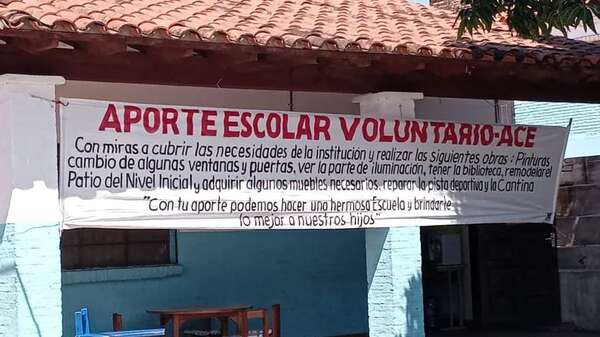 APORTE ESCOLAR VOLUNTARIO-ACE
Con miras a cubrir las necesidades de la institución y realizar las siguientes obras: Pinturas
cambio de algunas ventanas y puertas, ver la parte de iluminación, tener la biblioteca, remodelar el
Patio del Nivel Inicial y adquirir algunos muebles necesarios, reparar la pista deportiva y la Cantina
"Con tu aporte podemos hacer una hermosa Escuela y brindarle
lo mejor a nuestros hijos"